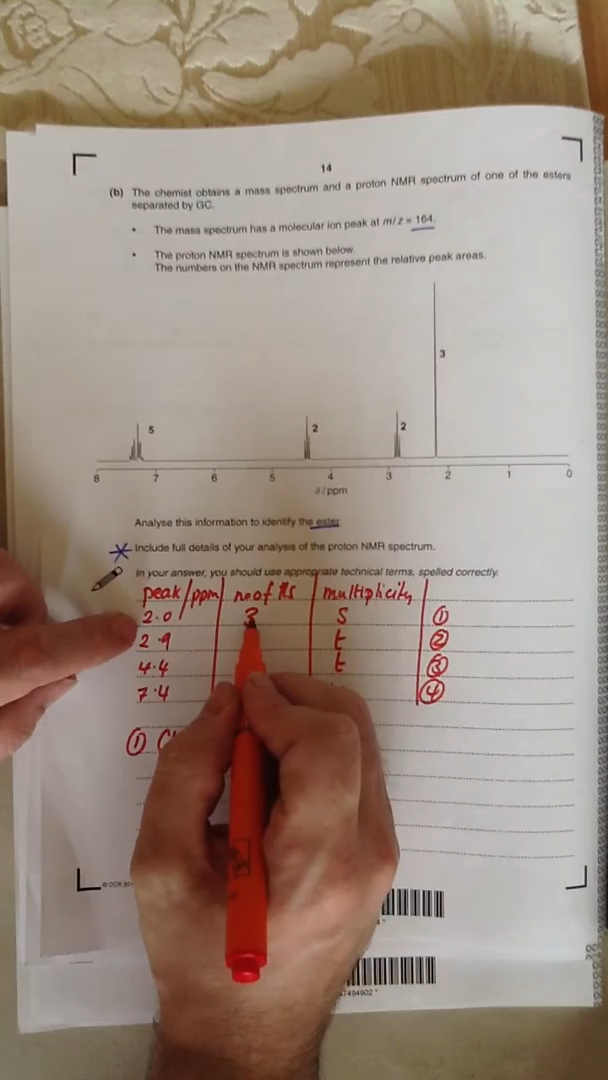 14
(b) The chemist obtains a mass spectrum and a proton NMR spectrum of one of the esters
separated by GC.
• The mass spectrum has a molecular ion peak at m/z = 164.
• The proton NMR spectrum is shown below.
The numbers on the NMR spectrum represent the relative peak areas.
3
5
2
2
8 7 6 5 4 3 2 1 0
δ/ppm
Analyse this information to identify the ester.
Include full details of your analysis of the proton NMR spectrum.
In your answer, you should use appropriate technical terms, spelled correctly.
peak/ppm no of Hs multiplicity
2.0 3 s ①
2.9 t ②
4.4 t ③
7.4 ④
① C
© OCR